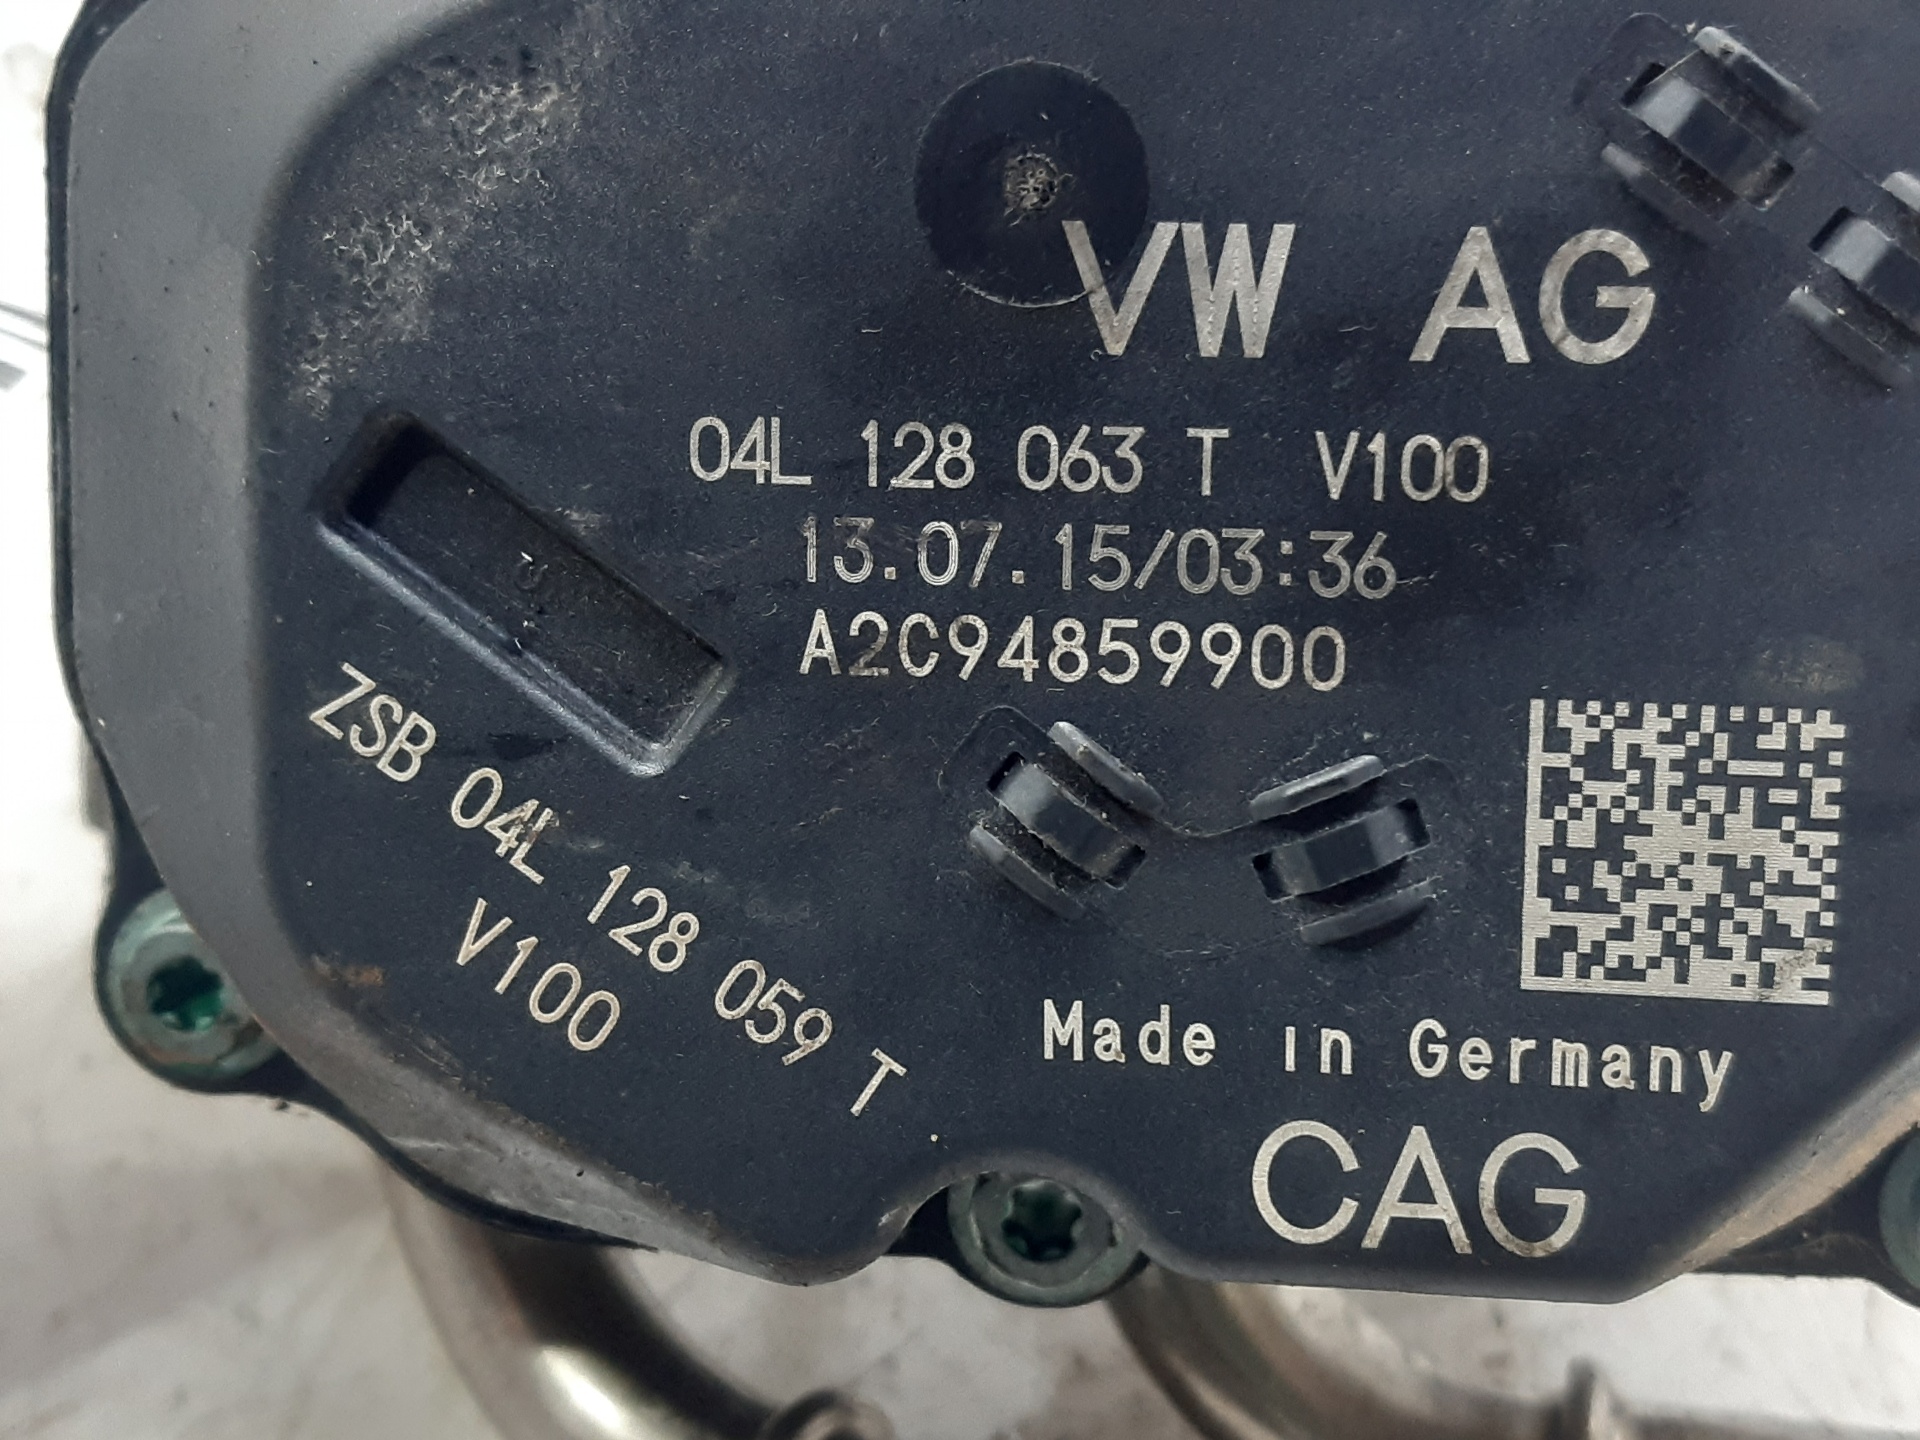 VW AG
04L 128 063 T V100
13.07.15/03:36
A2C94859900
ZSB 04L 128 059 T
V100
Made in Germany
CAG